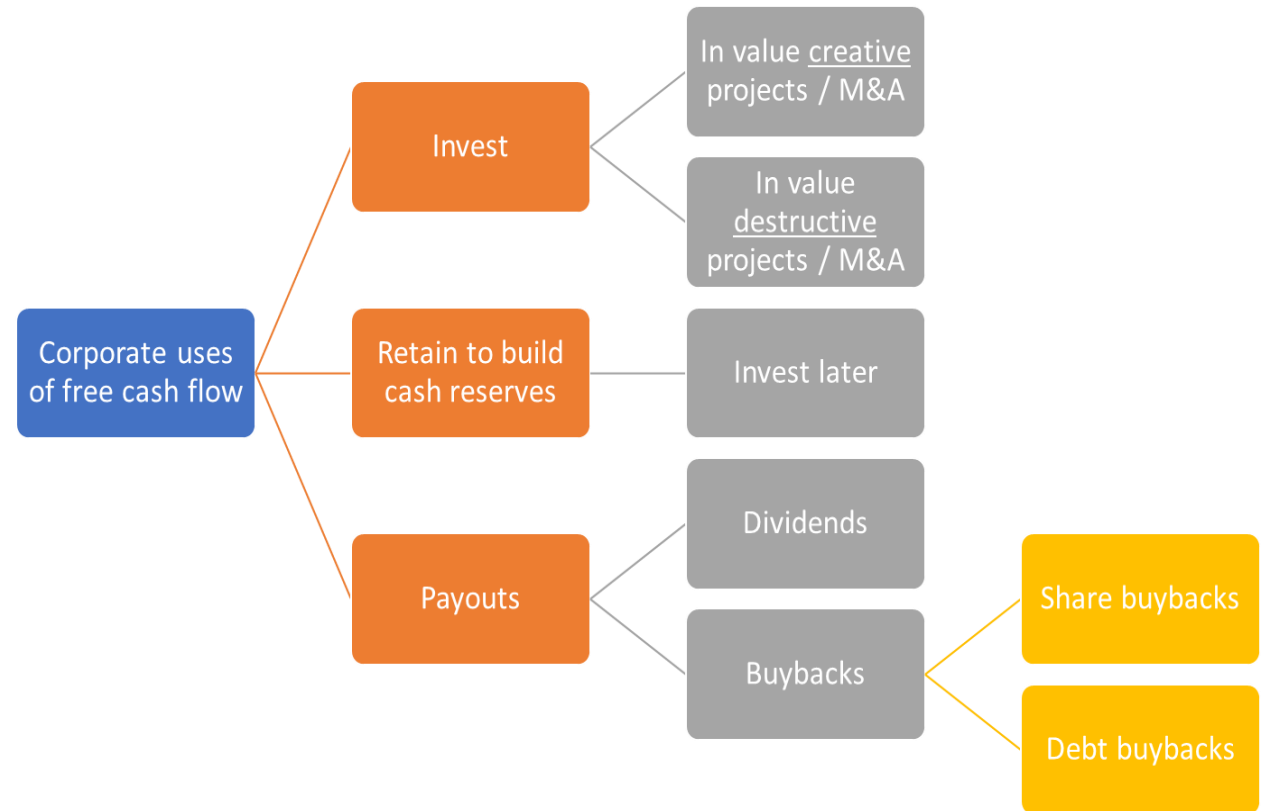 In value creative
projects / M&A
Invest
In value
destructive
projects / M&A
Corporate uses
of free cash flow
Retain to build
cash reserves
Invest later
Dividends
Payouts
Share buybacks
Buybacks
Debt buybacks